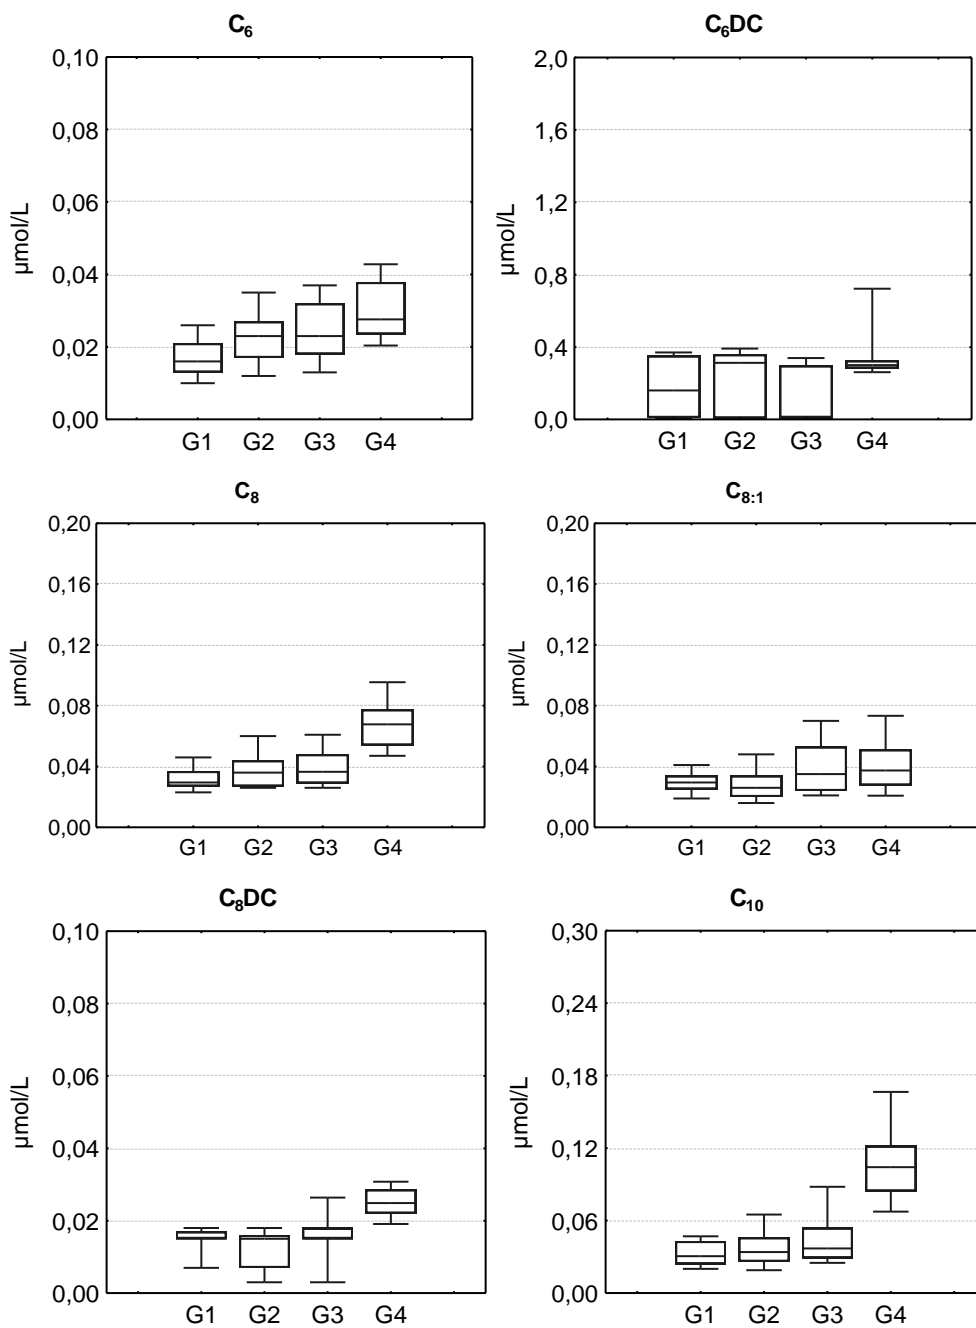 C₆
0,10
0,08
0,06
0,04
0,02
0,00
µmol/L
G1 G2 G3 G4
C₆DC
2,0
1,6
1,2
0,8
0,4
0,0
µmol/L
G1 G2 G3 G4
C₈
0,20
0,16
0,12
0,08
0,04
0,00
µmol/L
G1 G2 G3 G4
C₈:₁
0,20
0,16
0,12
0,08
0,04
0,00
µmol/L
G1 G2 G3 G4
C₈DC
0,10
0,08
0,06
0,04
0,02
0,00
µmol/L
G1 G2 G3 G4
C₁₀
0,30
0,24
0,18
0,12
0,06
0,00
µmol/L
G1 G2 G3 G4